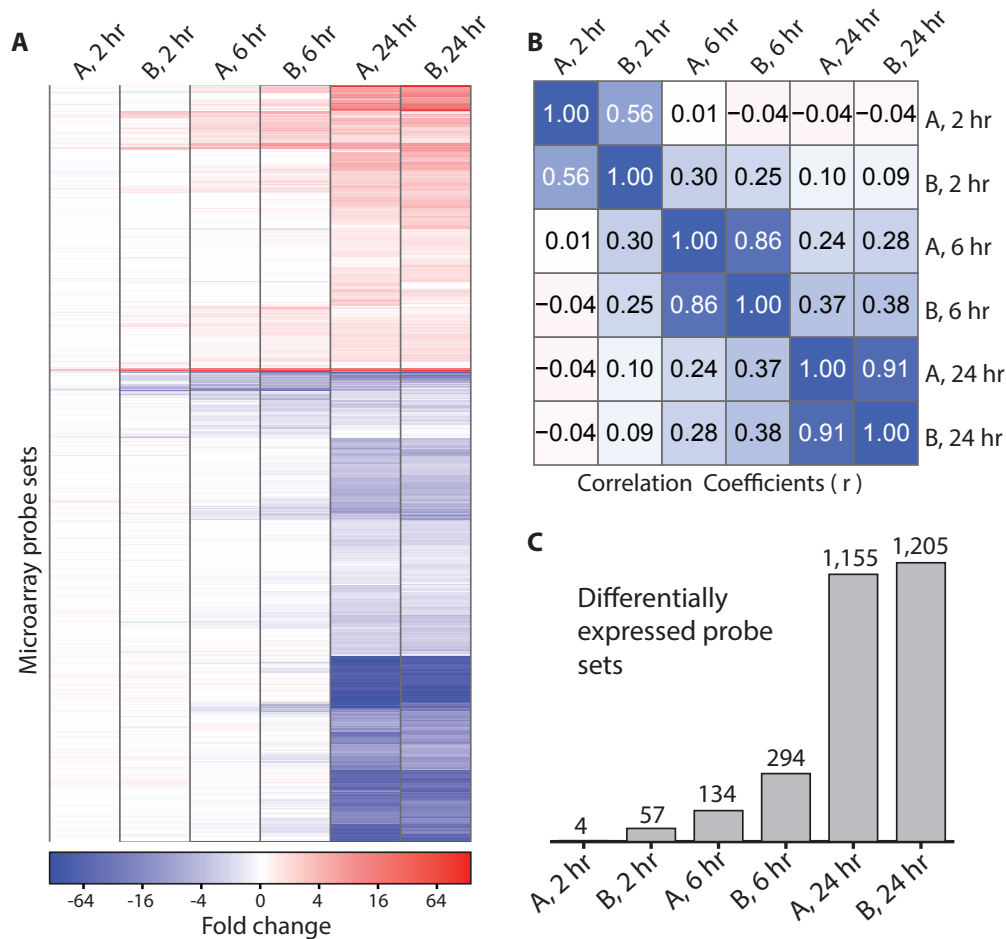 A
A, 2 hr B, 2 hr A, 6 hr B, 6 hr A, 24 hr B, 24 hr
Microarray probe sets
-64 -16 -4 0 4 16 64
Fold change
B
A, 2 hr B, 2 hr A, 6 hr B, 6 hr A, 24 hr B, 24 hr
1.00 0.56 0.01 −0.04 −0.04 −0.04 A, 2 hr
0.56 1.00 0.30 0.25 0.10 0.09 B, 2 hr
0.01 0.30 1.00 0.86 0.24 0.28 A, 6 hr
−0.04 0.25 0.86 1.00 0.37 0.38 B, 6 hr
−0.04 0.10 0.24 0.37 1.00 0.91 A, 24 hr
−0.04 0.09 0.28 0.38 0.91 1.00 B, 24 hr
Correlation Coefficients ( r )
C
Differentially
expressed probe
sets
4 57 134 294 1,155 1,205
A, 2 hr B, 2 hr A, 6 hr B, 6 hr A, 24 hr B, 24 hr